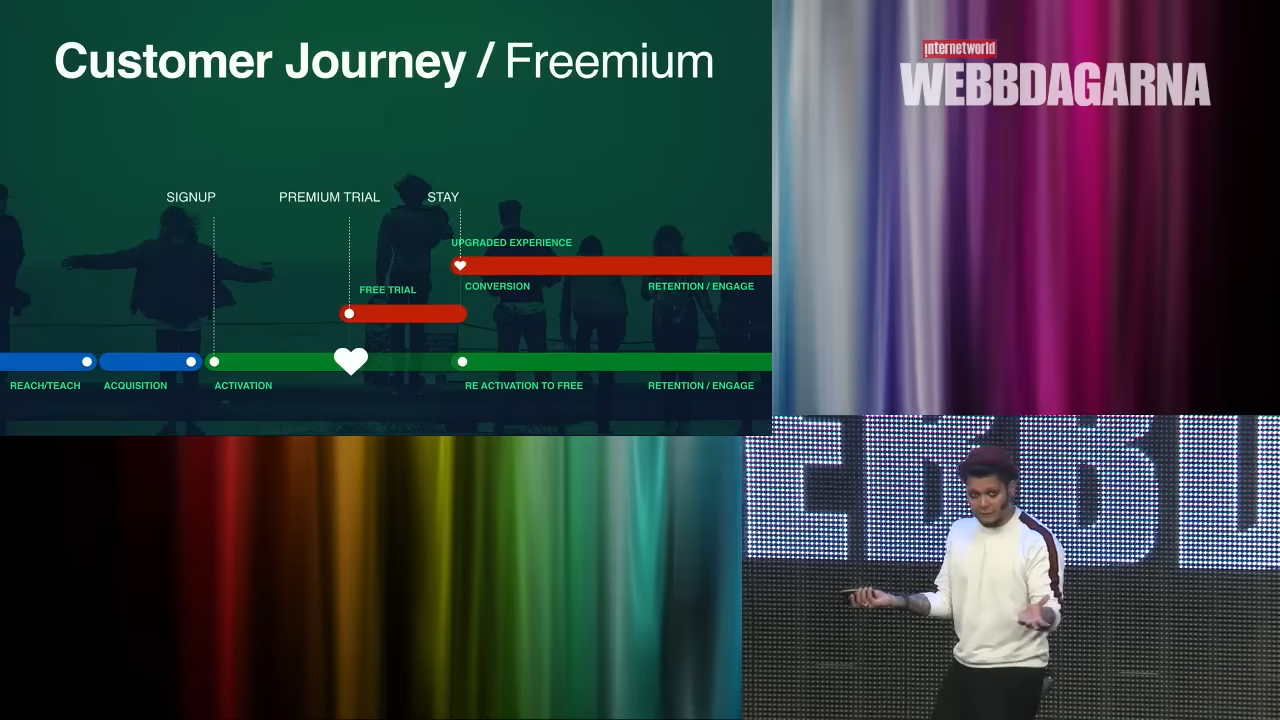 Customer Journey / Freemium
internetworld
WEBBDAGARNA
SIGNUP
PREMIUM TRIAL
STAY
UPGRADED EXPERIENCE
CONVERSION
RETENTION / ENGAGE
FREE TRIAL
REACH/TEACH
ACQUISITION
ACTIVATION
RE ACTIVATION TO FREE
RETENTION / ENGAGE
EBBD